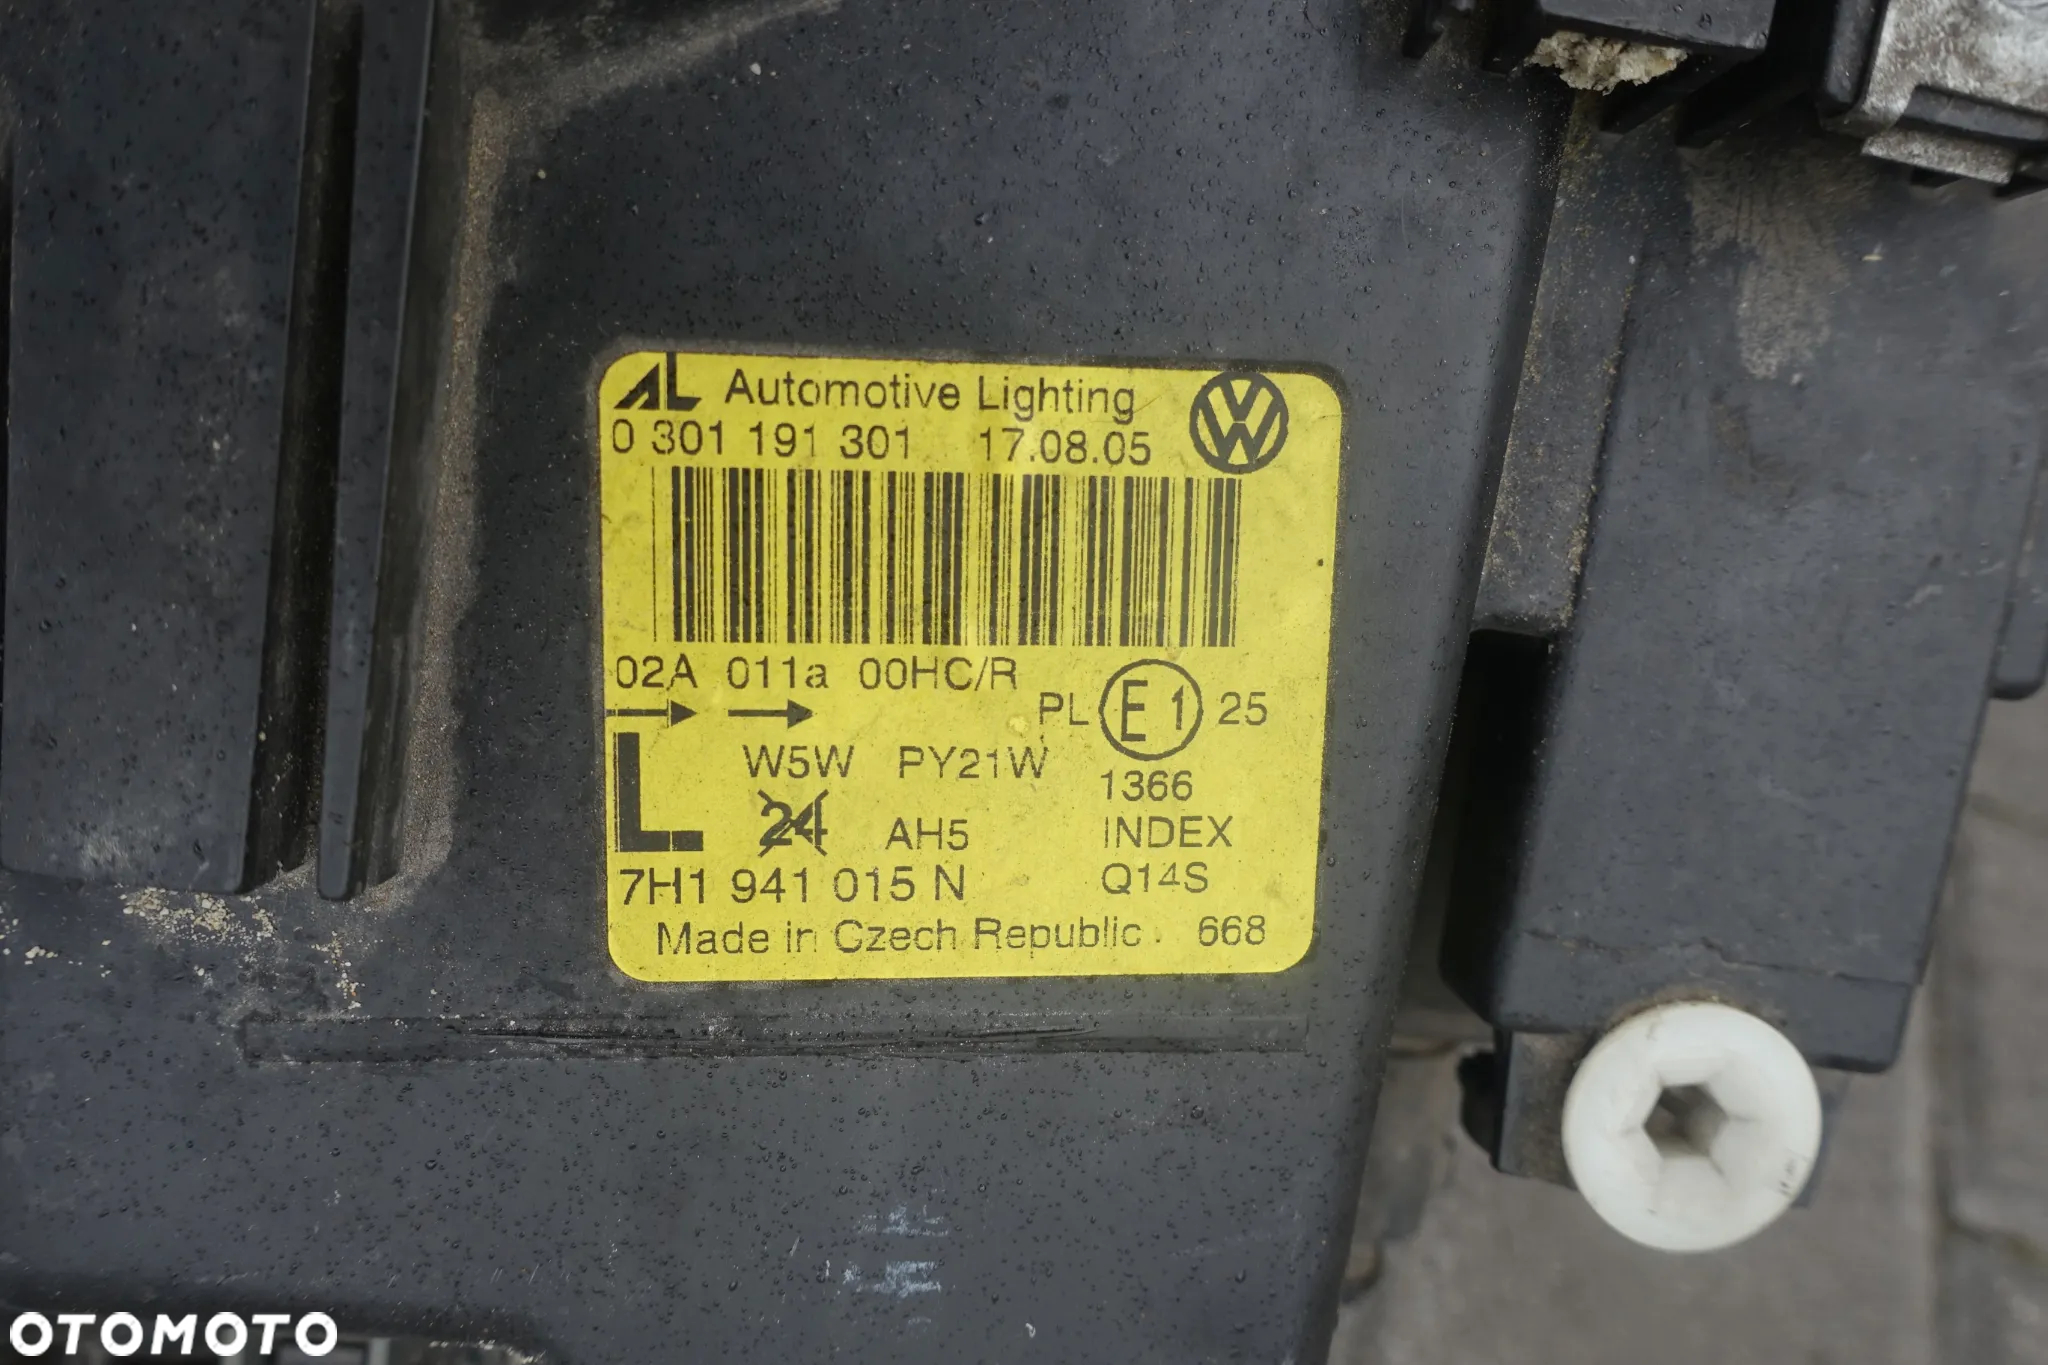 AL Automotive Lighting
0 301 191 301 17.08.05
02A 011a 00HC/R
PL E1 25
L W5W PY21W 1366
24 AH5 INDEX
7H1 941 015 N Q14S
Made in Czech Republic 668
OTOMOTO